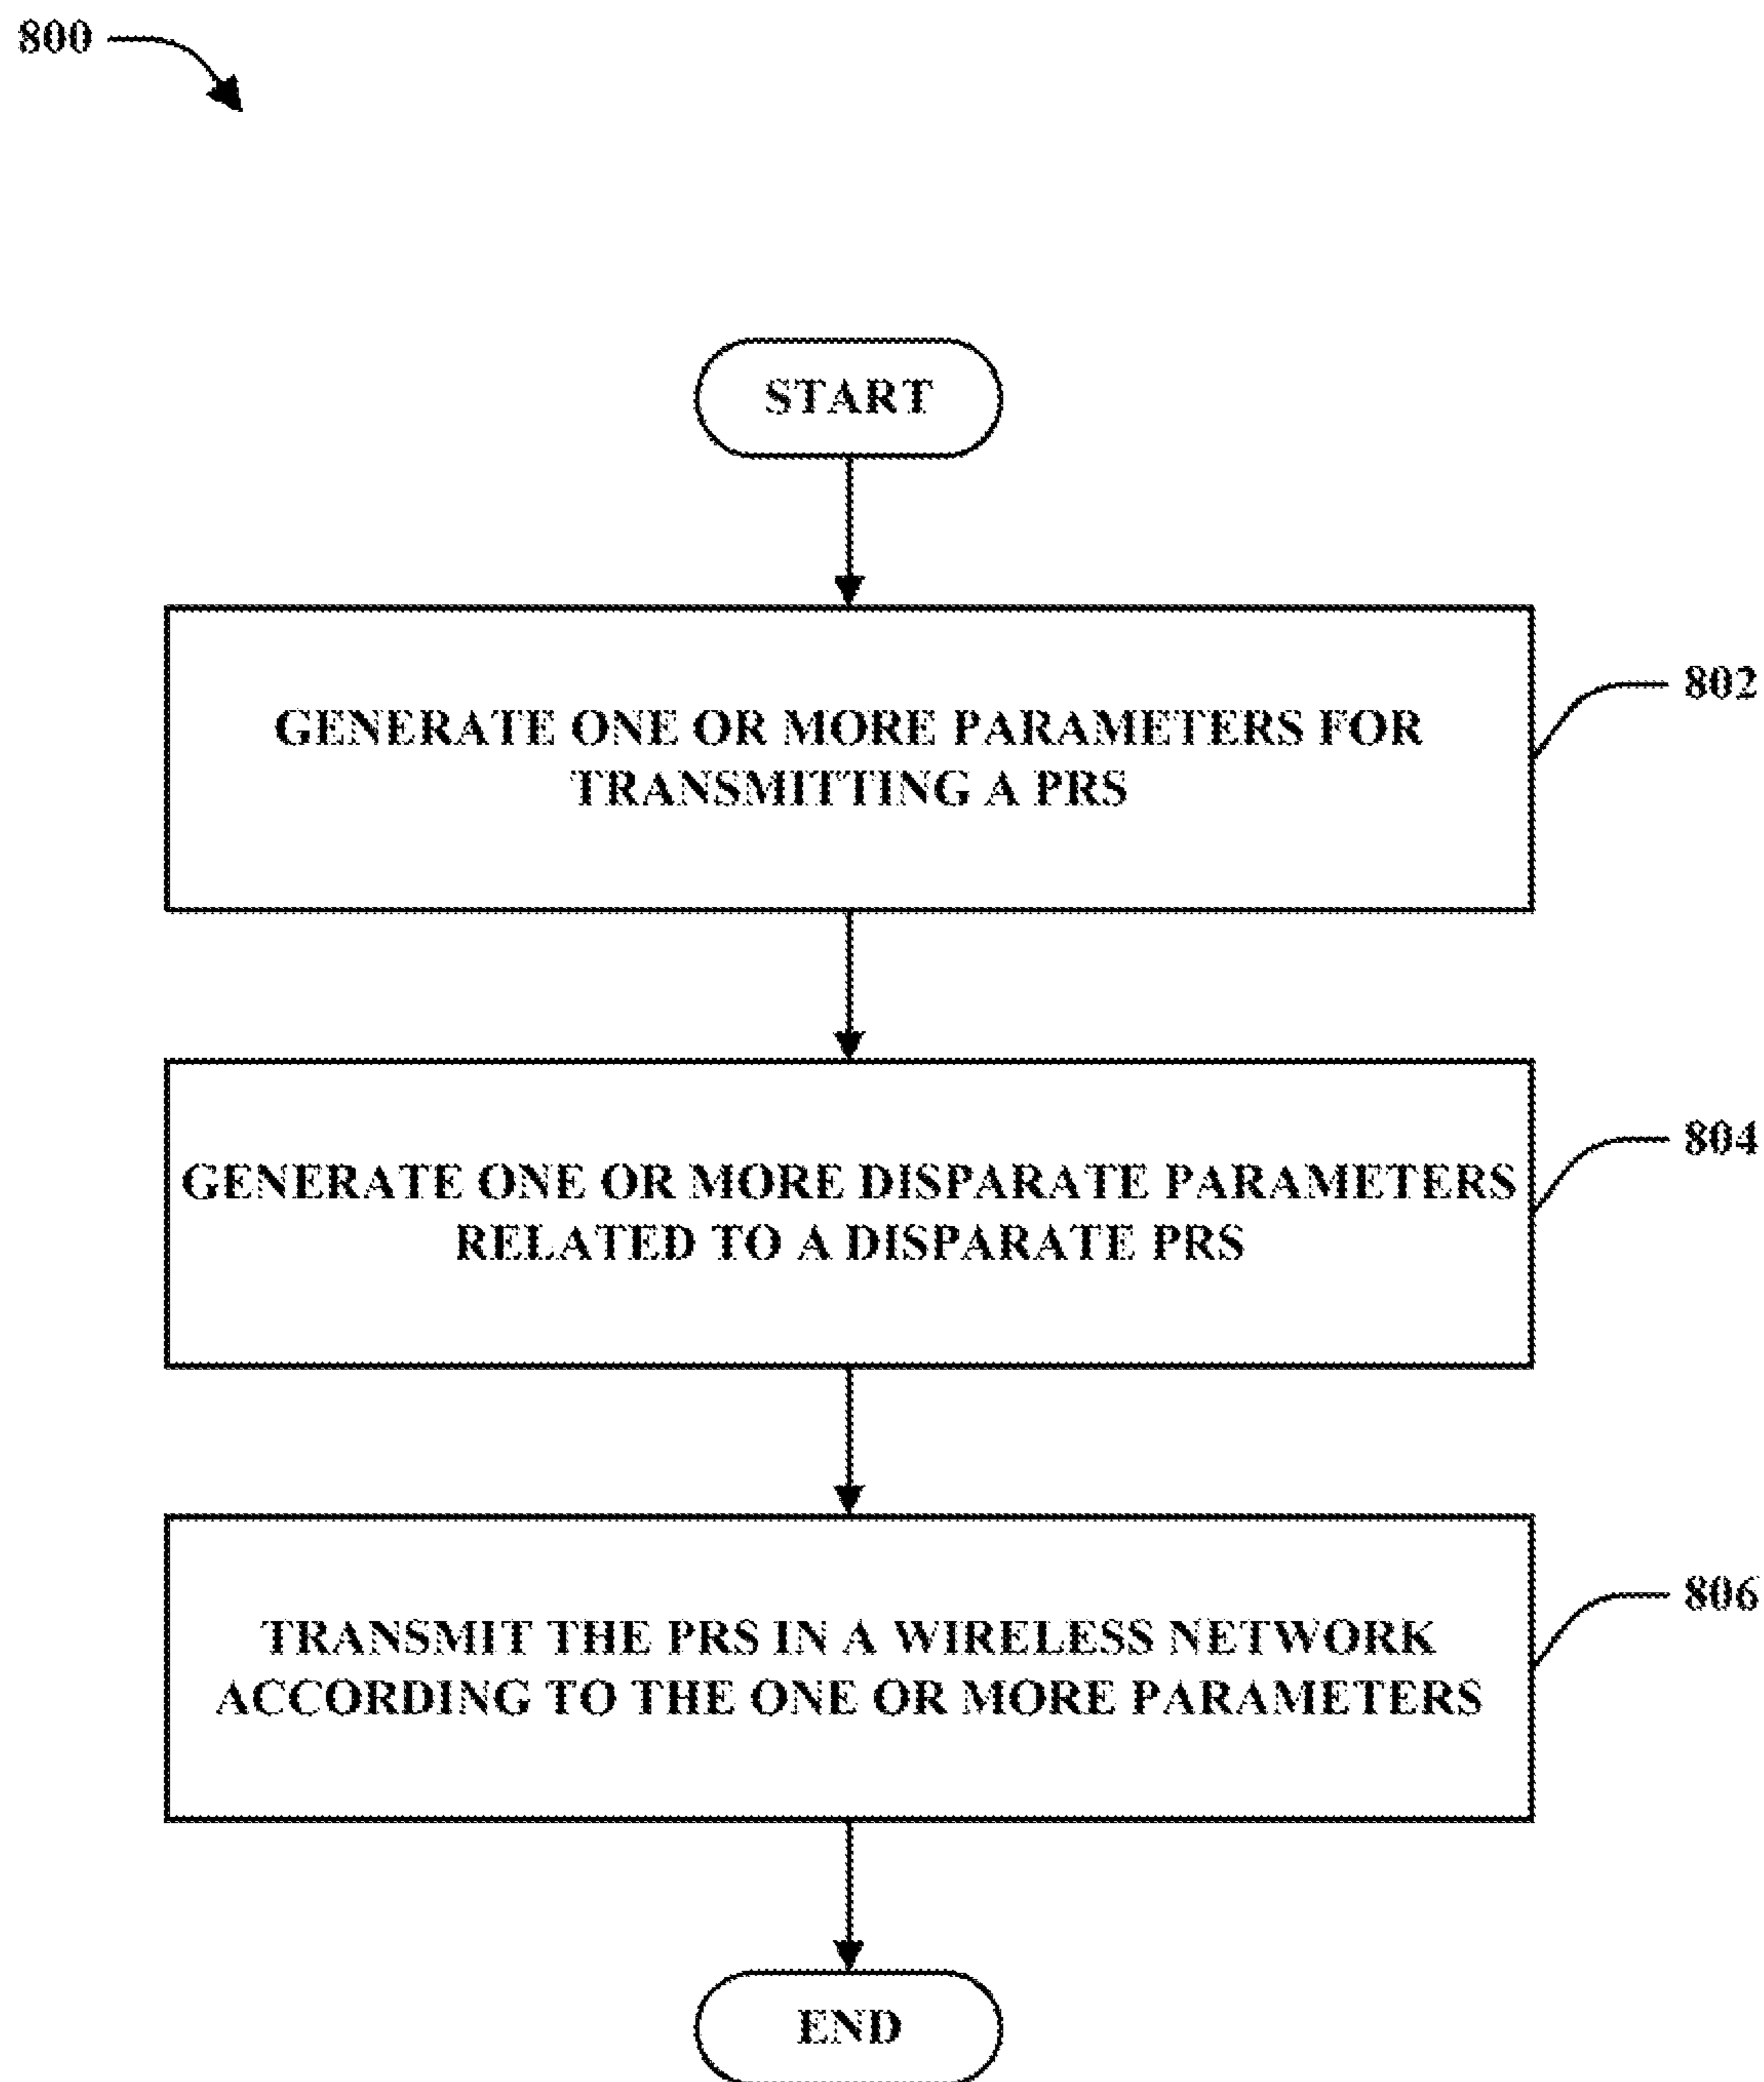 800
START
GENERATE ONE OR MORE PARAMETERS FOR
TRANSMITTING A PRS
802
GENERATE ONE OR MORE DISPARATE PARAMETERS
RELATED TO A DISPARATE PRS
804
TRANSMIT THE PRS IN A WIRELESS NETWORK
ACCORDING TO THE ONE OR MORE PARAMETERS
806
END